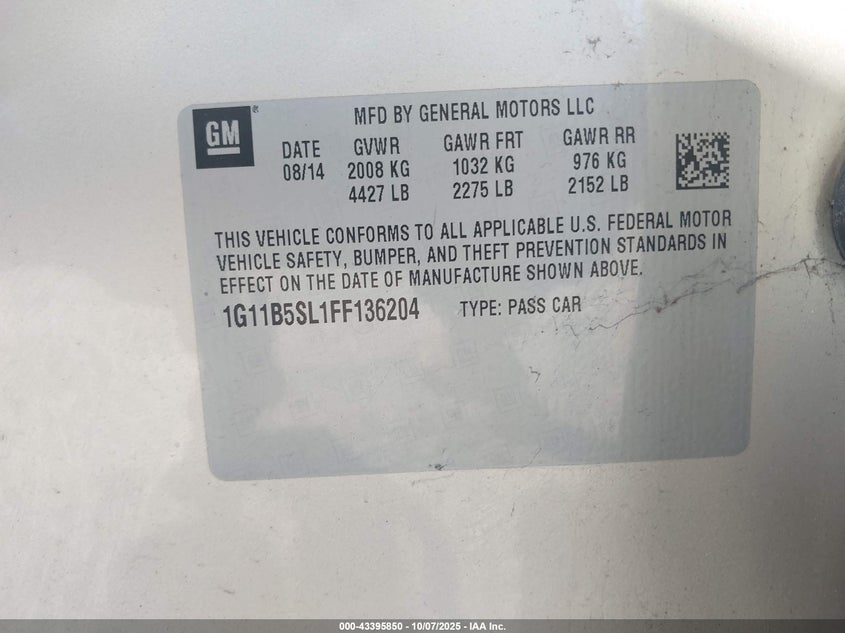 GM®
MFD BY GENERAL MOTORS LLC
DATE GVWR GAWR FRT GAWR RR
08/14 2008 KG 1032 KG 976 KG
4427 LB 2275 LB 2152 LB
THIS VEHICLE CONFORMS TO ALL APPLICABLE U.S. FEDERAL MOTOR
VEHICLE SAFETY, BUMPER, AND THEFT PREVENTION STANDARDS IN
EFFECT ON THE DATE OF MANUFACTURE SHOWN ABOVE.
1G11B5SL1FF136204 TYPE: PASS CAR
000-43395850 - 10/07/2025 - IAA Inc.